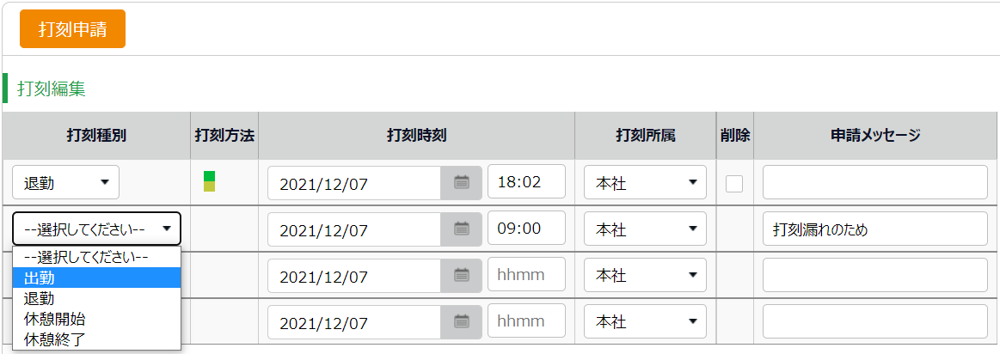 打刻申請
打刻編集
打刻種別 打刻方法 打刻時刻 打刻所属 削除 申請メッセージ
退勤 2021/12/07 18:02 本社
--選択してください-- 2021/12/07 09:00 本社 打刻漏れのため
--選択してください--
出勤
2021/12/07 hhmm 本社
退勤
休憩開始
2021/12/07 hhmm 本社
休憩終了